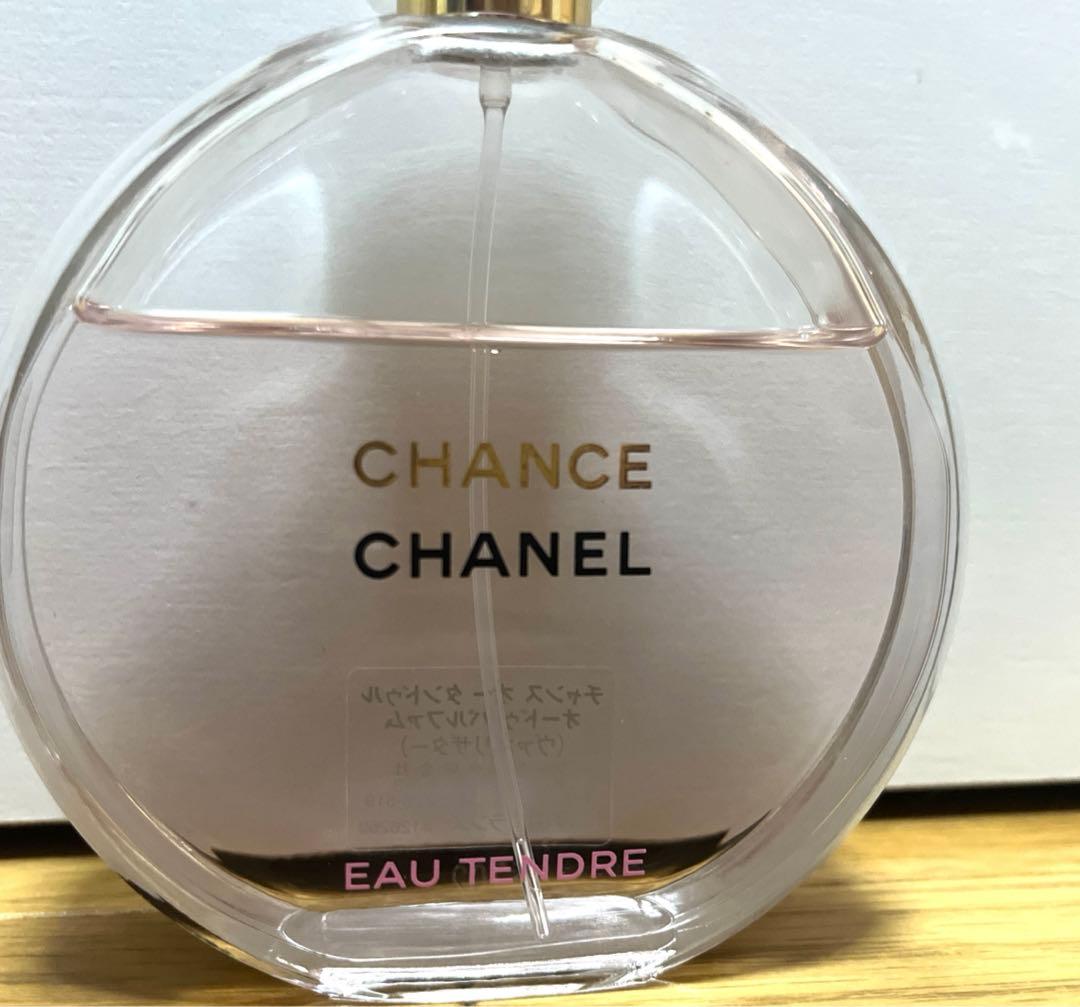 CHANCE
CHANEL
チャンス オー タンドゥル
オードゥ パルファム
(ヴァポリザター)
EAU TENDRE